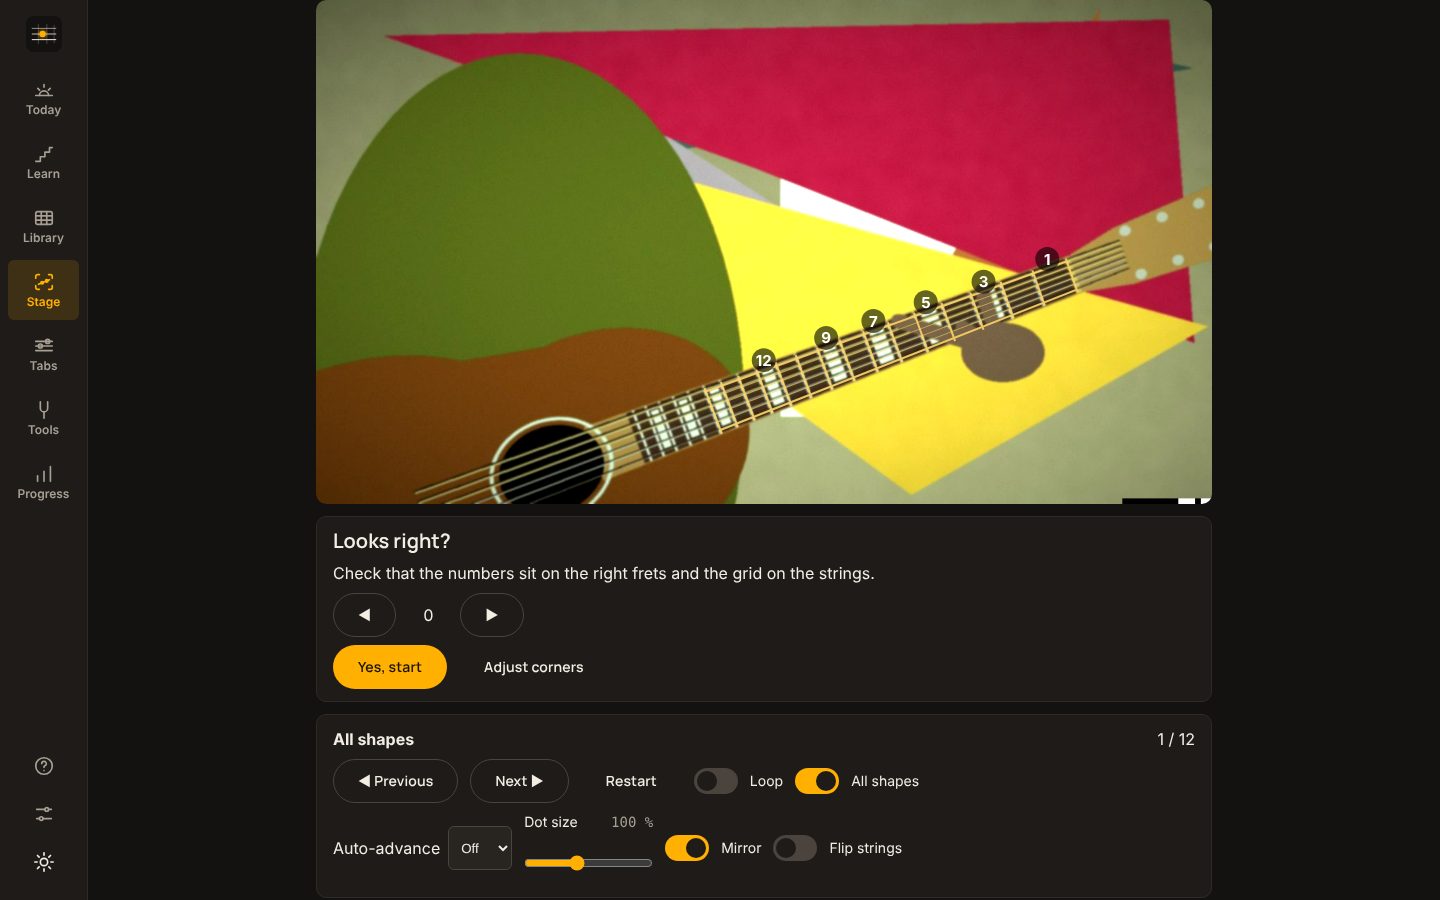 Today
Learn
Library
Stage
Tabs
Tools
Progress
1
3
5
7
9
12
Looks right?
Check that the numbers sit on the right frets and the grid on the strings.
◀ 0 ▶
Yes, start Adjust corners
All shapes 1 / 12
◀ Previous Next ▶ Restart Loop All shapes
Dot size 100 %
Auto-advance Off Mirror Flip strings